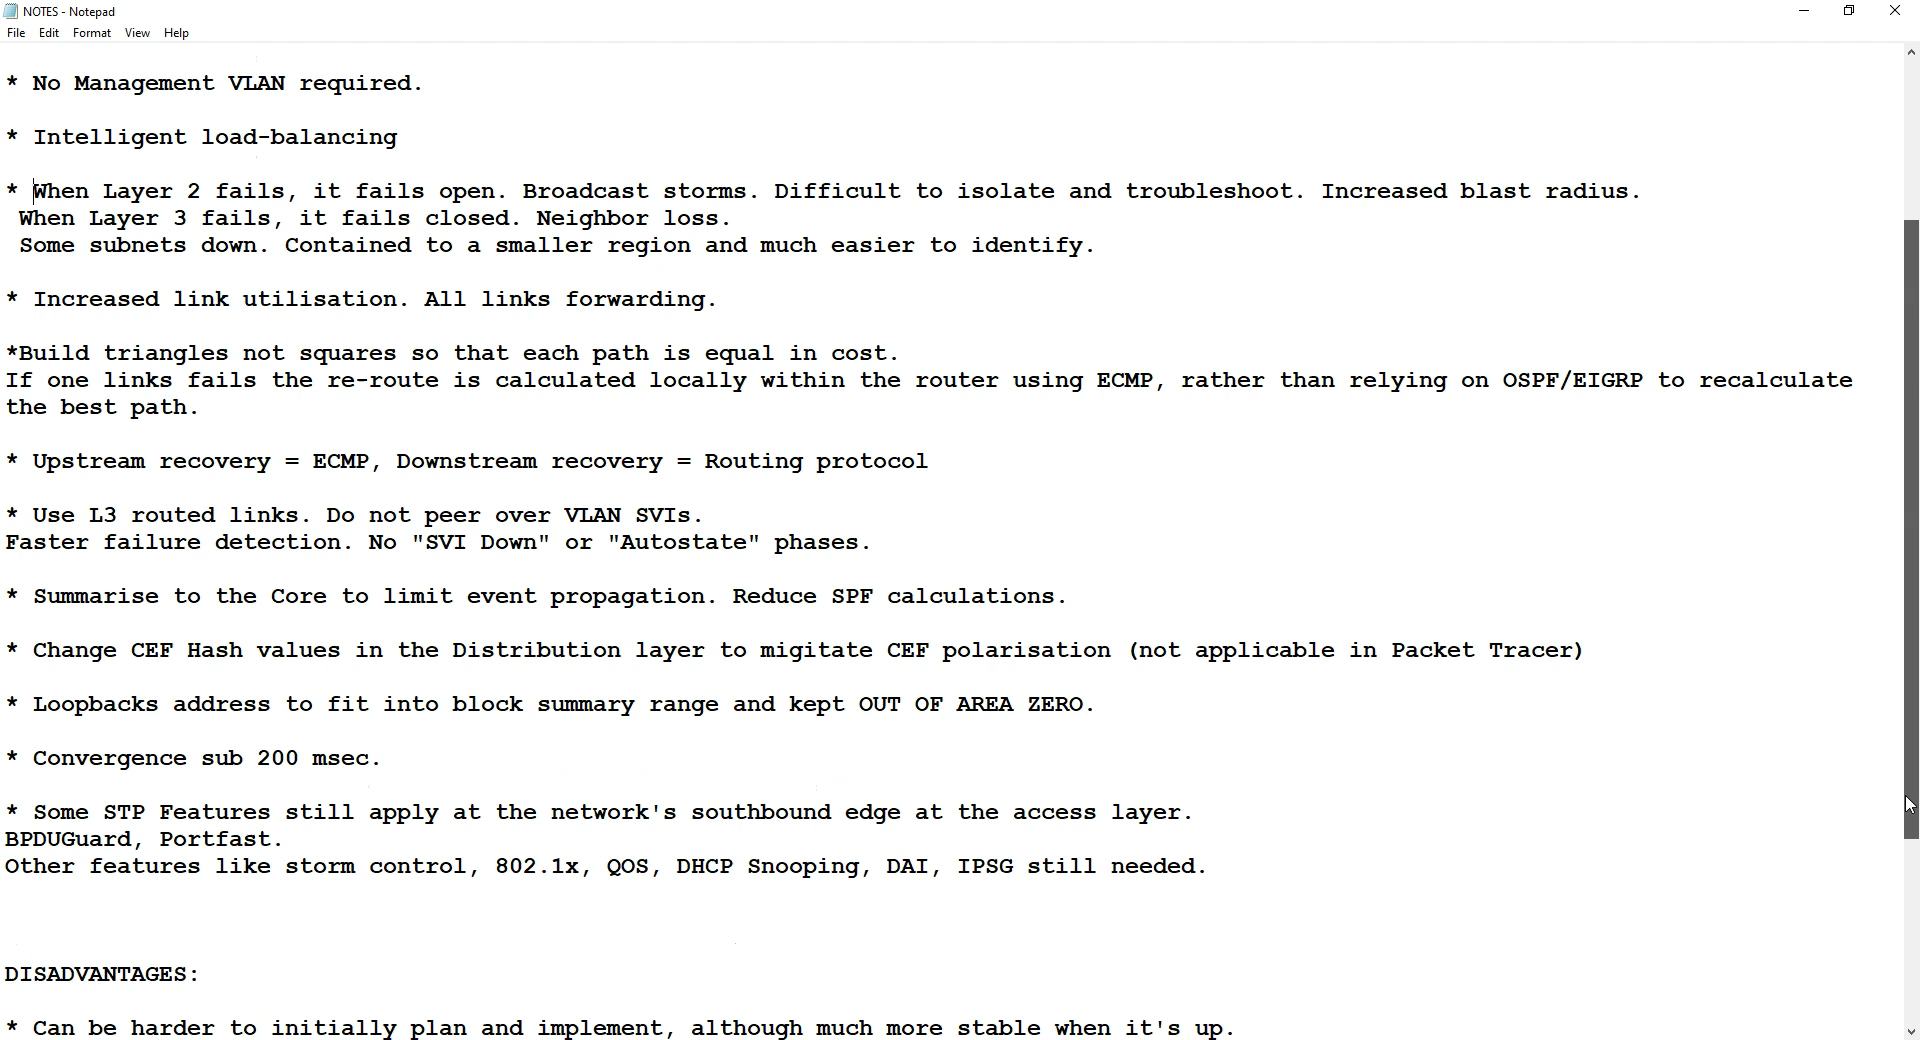 NOTES - Notepad
File Edit Format View Help
* No Management VLAN required.
* Intelligent load-balancing
* When Layer 2 fails, it fails open. Broadcast storms. Difficult to isolate and troubleshoot. Increased blast radius.
When Layer 3 fails, it fails closed. Neighbor loss.
Some subnets down. Contained to a smaller region and much easier to identify.
* Increased link utilisation. All links forwarding.
*Build triangles not squares so that each path is equal in cost.
If one links fails the re-route is calculated locally within the router using ECMP, rather than relying on OSPF/EIGRP to recalculate
the best path.
* Upstream recovery = ECMP, Downstream recovery = Routing protocol
* Use L3 routed links. Do not peer over VLAN SVIs.
Faster failure detection. No "SVI Down" or "Autostate" phases.
* Summarise to the Core to limit event propagation. Reduce SPF calculations.
* Change CEF Hash values in the Distribution layer to migitate CEF polarisation (not applicable in Packet Tracer)
* Loopbacks address to fit into block summary range and kept OUT OF AREA ZERO.
* Convergence sub 200 msec.
* Some STP Features still apply at the network's southbound edge at the access layer.
BPDUGuard, Portfast.
Other features like storm control, 802.1x, QOS, DHCP Snooping, DAI, IPSG still needed.
DISADVANTAGES:
* Can be harder to initially plan and implement, although much more stable when it's up.